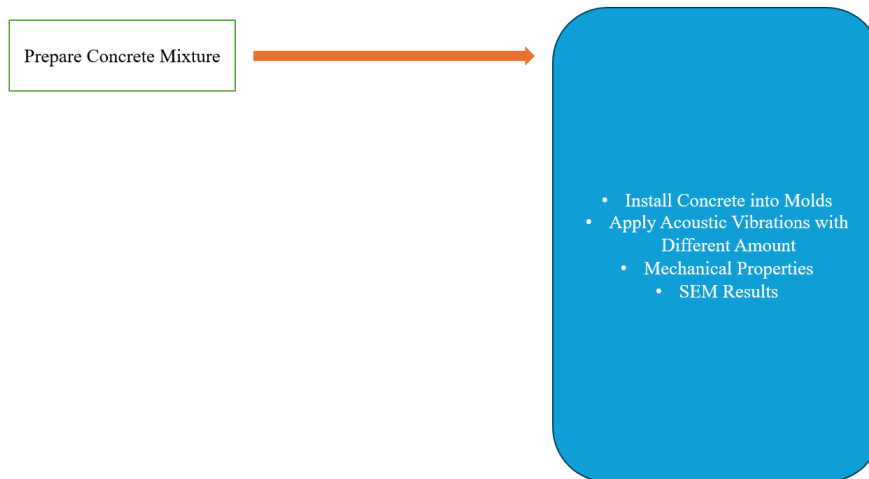 Prepare Concrete Mixture
• Install Concrete into Molds
• Apply Acoustic Vibrations with
Different Amount
• Mechanical Properties
• SEM Results